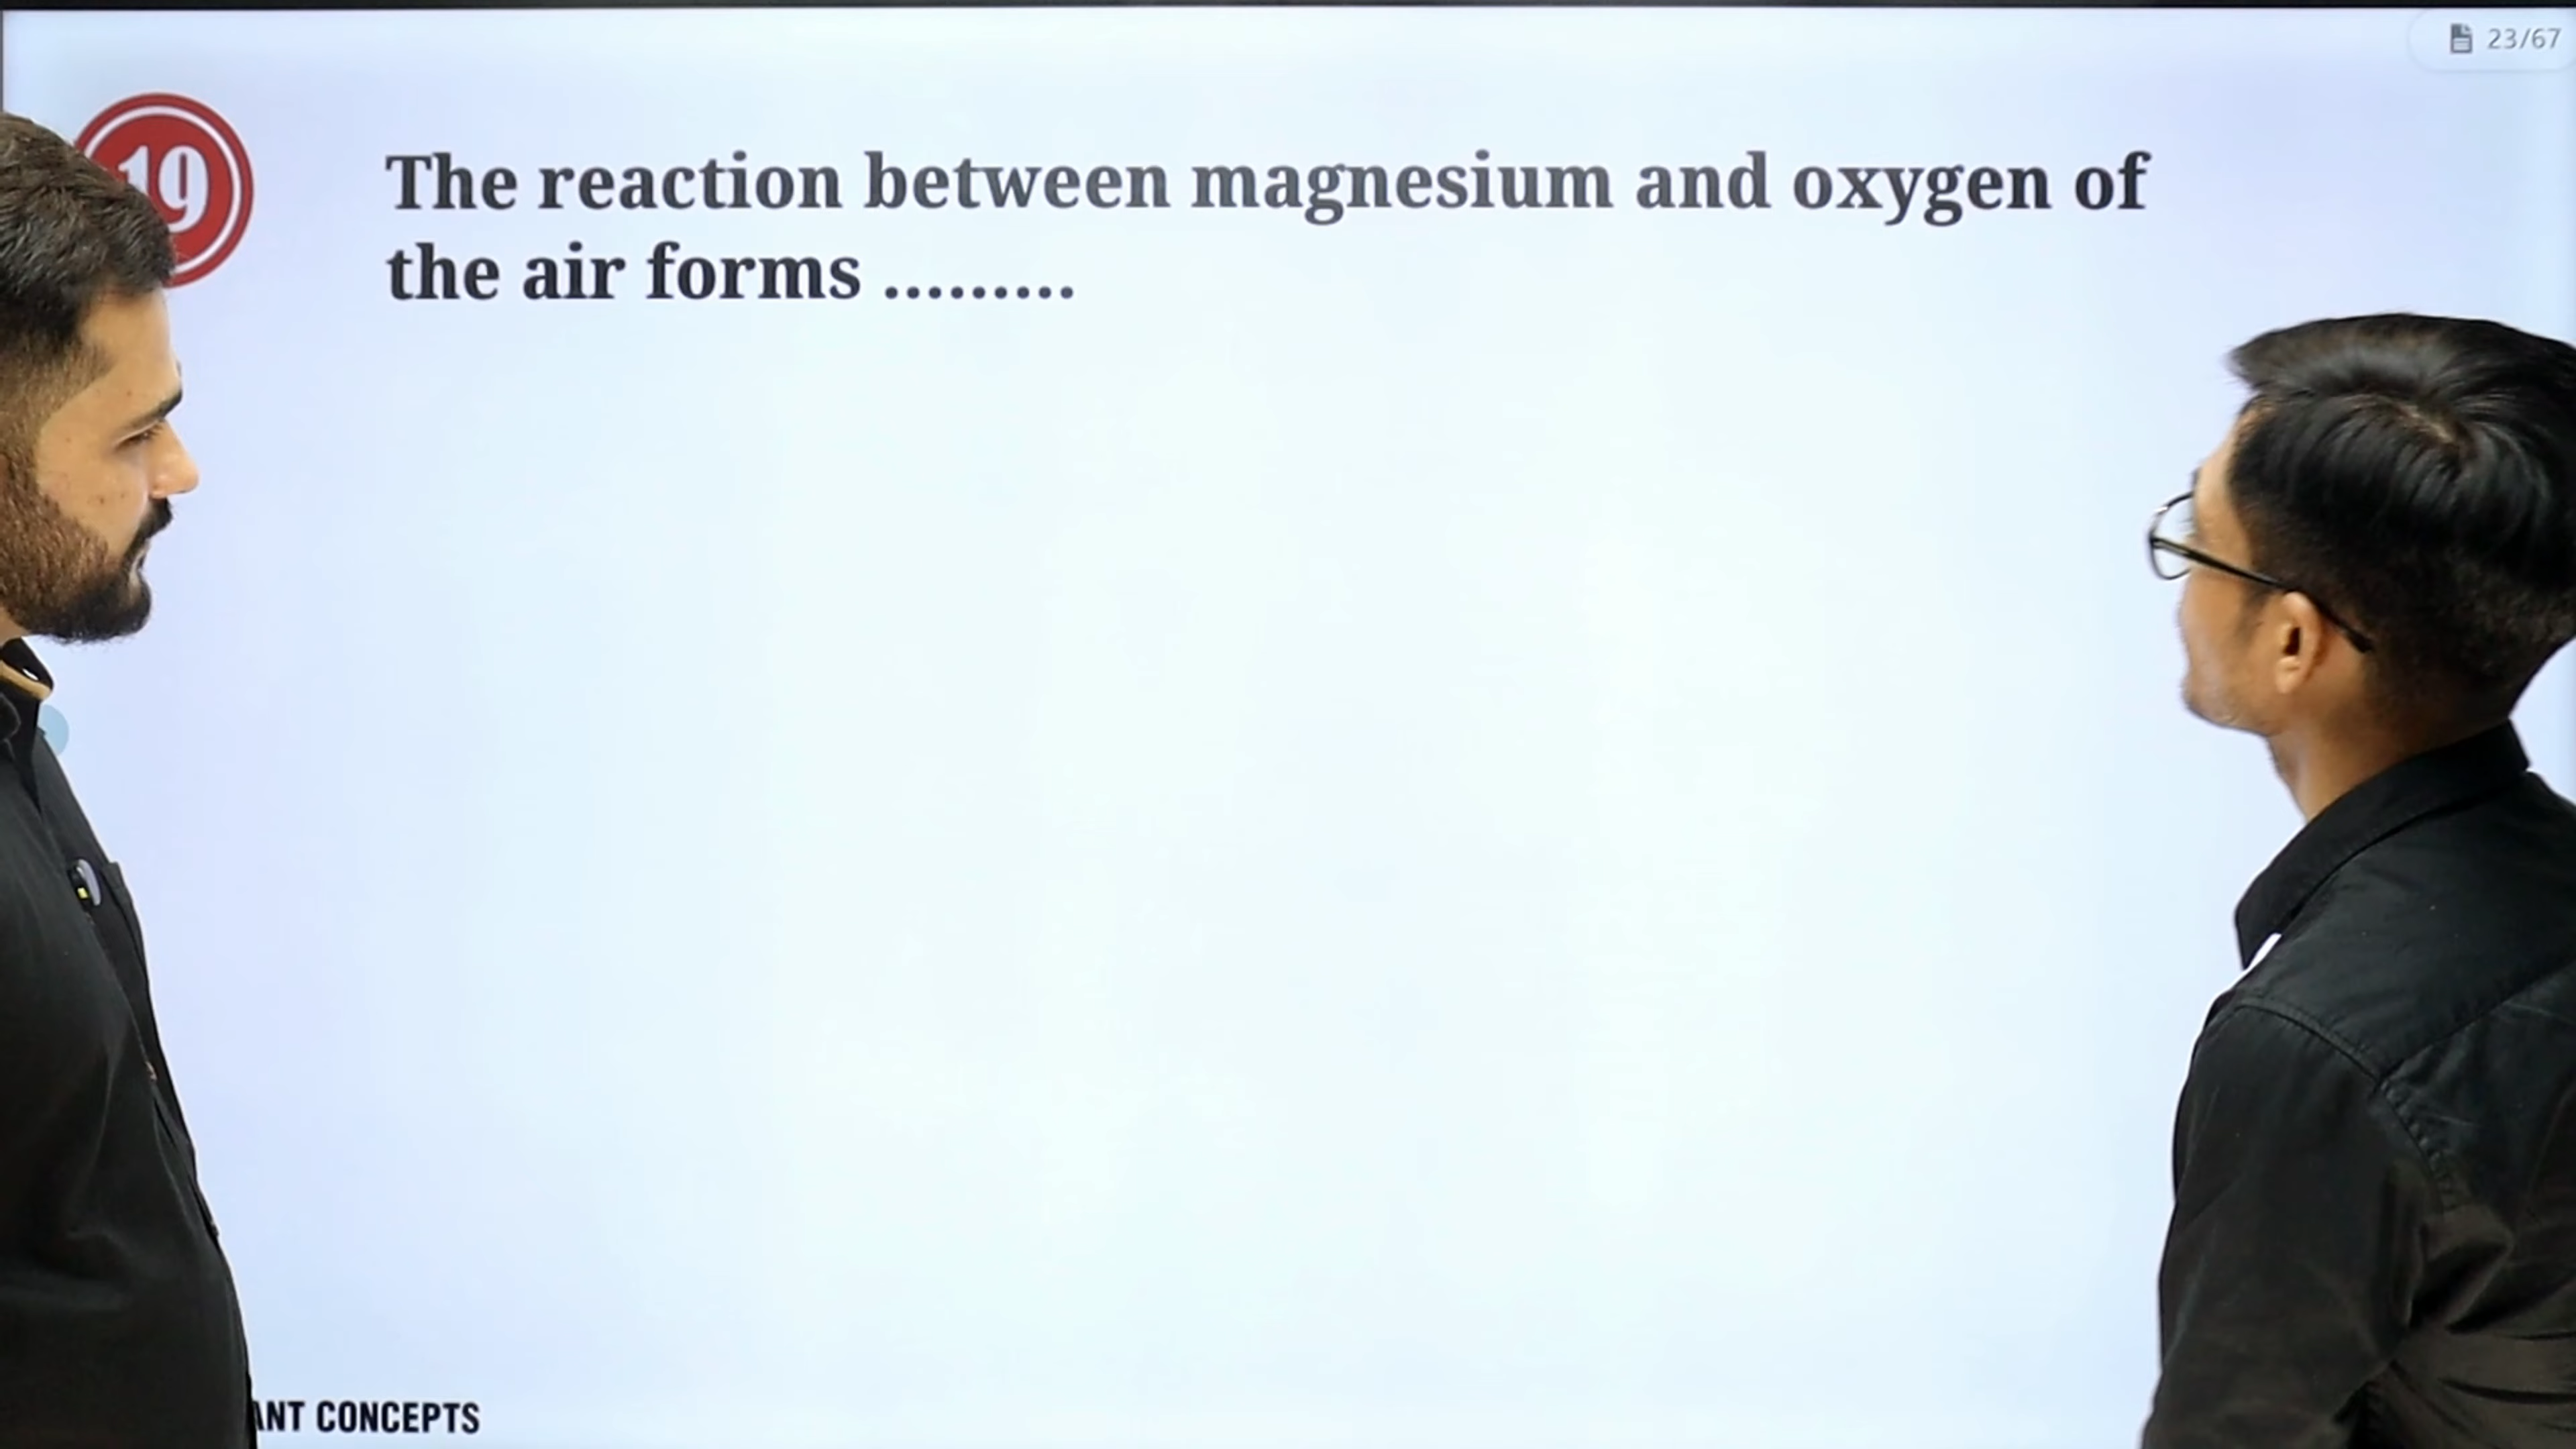 23/67
19
The reaction between magnesium and oxygen of
the air forms .........
ANT CONCEPTS